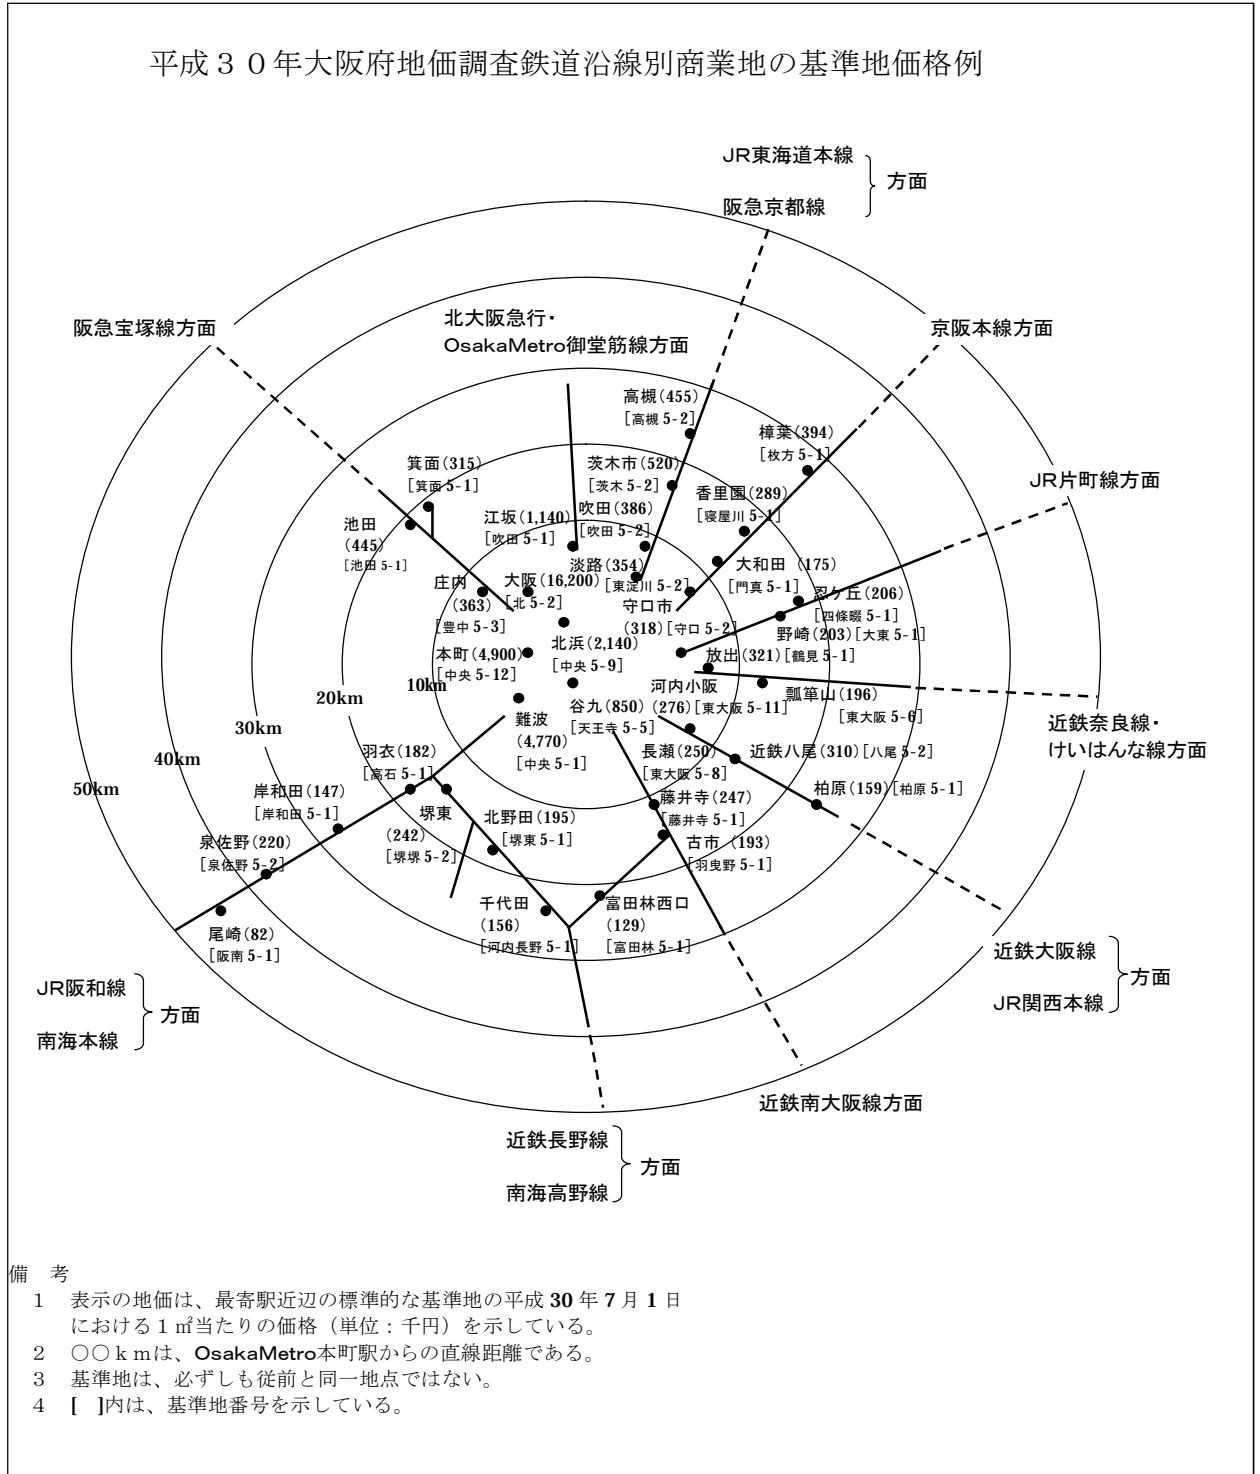 平成３０年大阪府地価調査鉄道沿線別商業地の基準地価格例
JR東海道本線
阪急京都線
方面
阪急宝塚線方面
北大阪急行・
OsakaMetro御堂筋線方面
京阪本線方面
JR片町線方面
高槻(455)
[高槻 5-2]
樟葉(394)
[枚方 5-1]
箕面(315)
[箕面 5-1]
茨木市(520)
[茨木 5-2]
香里園(289)
[寝屋川 5-1]
池田
(445)
[池田 5-1]
江坂(1,140)
[吹田 5-1]
吹田(386)
[吹田 5-2]
淡路(354)
[東淀川 5-2]
大和田 (175)
[門真 5-1]
庄内
(363)
[豊中 5-3]
大阪(16,200)
[北 5-2]
守口市
(318)[守口 5-2]
忍ケ丘(206)
[四條畷 5-1]
野崎(203)[大東 5-1]
本町(4,900)
[中央 5-12]
北浜(2,140)
[中央 5-9]
放出(321)[鶴見 5-1]
10km
20km
30km
40km
50km
難波
(4,770)
[中央 5-1]
谷九(850)
[天王寺 5-5]
河内小阪
(276)[東大阪 5-11]
瓢箪山(196)
[東大阪 5-6]
近鉄奈良線・
けいはんな線方面
羽衣(182)
[高石 5-1]
長瀬(250)
[東大阪 5-8]
近鉄八尾(310)[八尾 5-2]
岸和田(147)
[岸和田 5-1]
堺東
(242)
[堺堺 5-2]
北野田(195)
[堺東 5-1]
藤井寺(247)
[藤井寺 5-1]
柏原(159)[柏原 5-1]
泉佐野(220)
[泉佐野 5-2]
古市(193)
[羽曳野 5-1]
尾崎(82)
[阪南 5-1]
千代田
(156)
[河内長野 5-1]
富田林西口
(129)
[富田林 5-1]
JR阪和線
南海本線
方面
近鉄大阪線
JR関西本線
方面
近鉄南大阪線方面
近鉄長野線
南海高野線
方面
備　考
1　表示の地価は、最寄駅近辺の標準的な基準地の平成 30 年 7 月 1 日
における１㎡当たりの価格（単位：千円）を示している。
2　○○ｋｍは、OsakaMetro本町駅からの直線距離である。
3　基準地は、必ずしも従前と同一地点ではない。
4　[　]内は、基準地番号を示している。